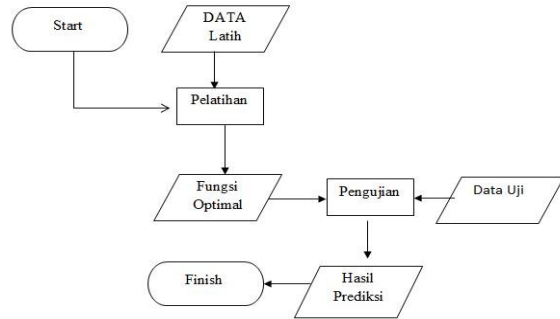 Start
DATA
Latih
Pelatihan
Fungsi
Optimal
Pengujian
Data Uji
Finish
Hasil
Prediksi